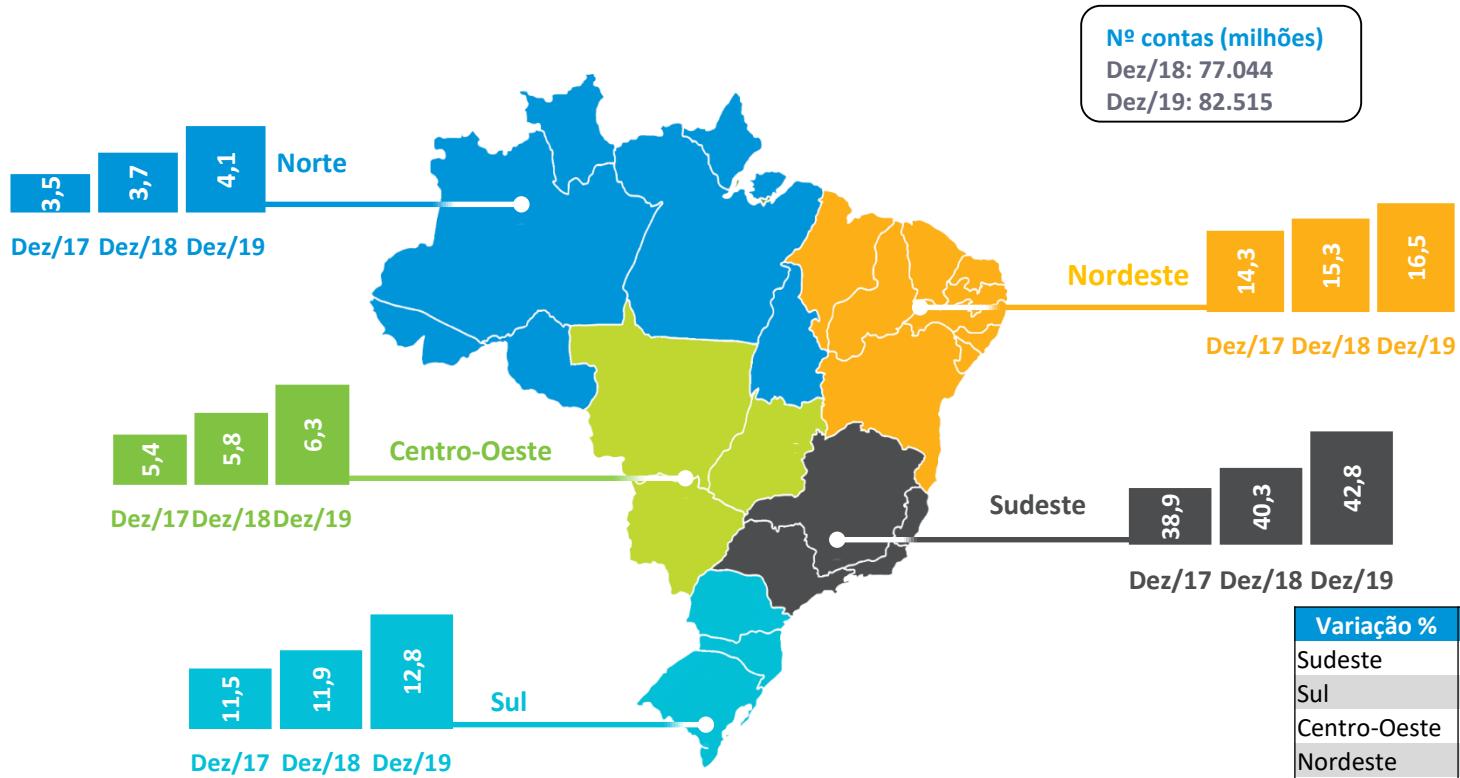 Nº contas (milhões)
Dez/18: 77.044
Dez/19: 82.515
Norte
3,5
3,7
4,1
Dez/17 Dez/18 Dez/19
Nordeste
14,3
15,3
16,5
Dez/17 Dez/18 Dez/19
Centro-Oeste
5,4
5,8
6,3
Dez/17 Dez/18 Dez/19
Sudeste
38,9
40,3
42,8
Dez/17 Dez/18 Dez/19
Sul
11,5
11,9
12,8
Dez/17 Dez/18 Dez/19
Variação %
Sudeste
Sul
Centro-Oeste
Nordeste